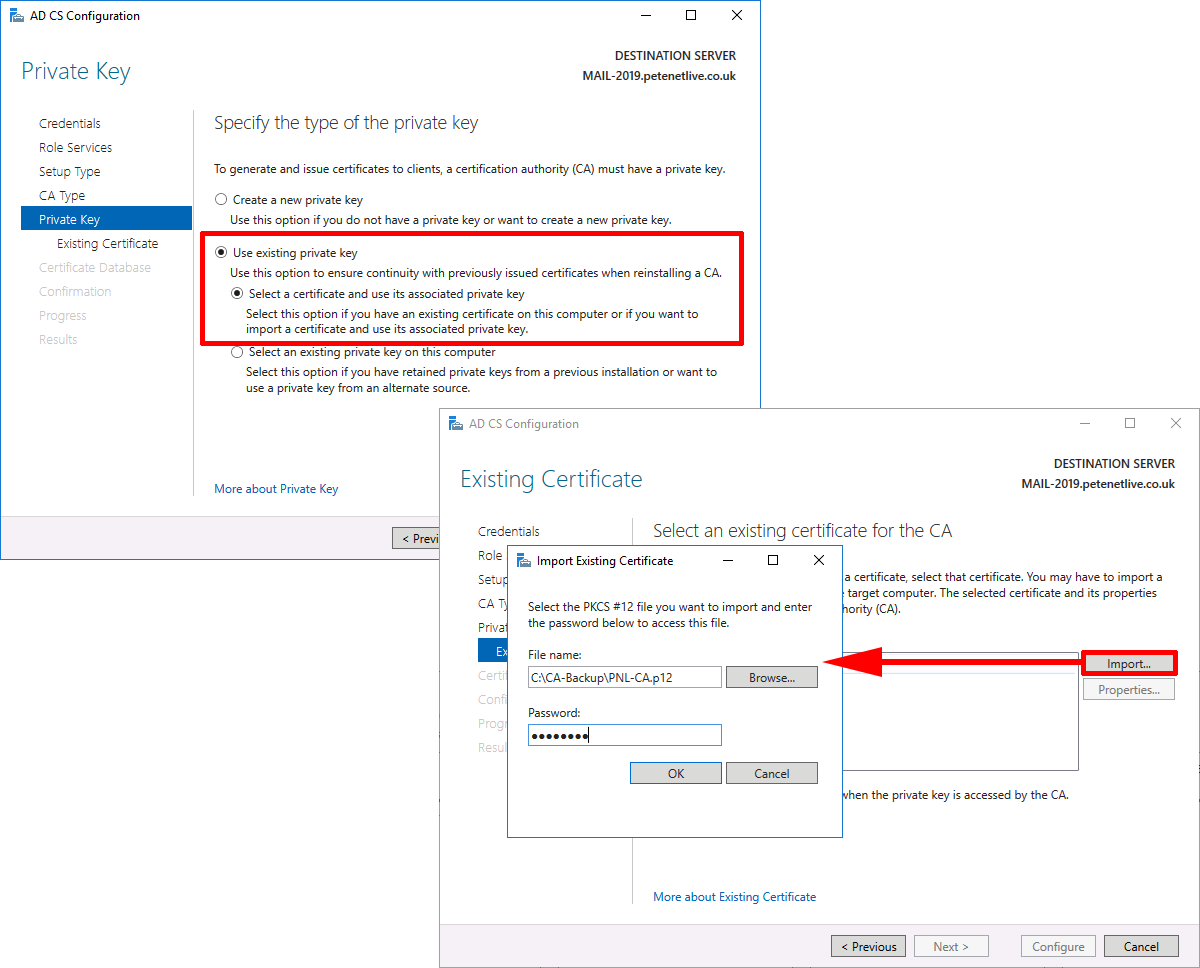 AD CS Configuration
Private Key
DESTINATION SERVER
MAIL-2019.petenetlive.co.uk
Credentials
Role Services
Setup Type
CA Type
Private Key
Existing Certificate
Certificate Database
Confirmation
Progress
Results
Specify the type of the private key
To generate and issue certificates to clients, a certification authority (CA) must have a private key.
Create a new private key
Use this option if you do not have a private key or want to create a new private key.
Use existing private key
Use this option to ensure continuity with previously issued certificates when reinstalling a CA.
Select a certificate and use its associated private key
Select this option if you have an existing certificate on this computer or if you want to
import a certificate and use its associated private key.
Select an existing private key on this computer
Select this option if you have retained private keys from a previous installation or want to
use a private key from an alternate source.
More about Private Key
< Previ
AD CS Configuration
Existing Certificate
DESTINATION SERVER
MAIL-2019.petenetlive.co.uk
Credentials
Role
Setup
CA Ty
Privat
Ex
Certifi
Confi
Progr
Resul
Select an existing certificate for the CA
a certificate, select that certificate. You may have to import a
target computer. The selected certificate and its properties
hority (CA).
Import...
Properties...
when the private key is accessed by the CA.
More about Existing Certificate
< Previous
Next >
Configure
Cancel
Import Existing Certificate
Select the PKCS #12 file you want to import and enter
the password below to access this file.
File name:
C:\CA-Backup\PNL-CA.p12
Browse...
Password:
●●●●●●●●
OK
Cancel